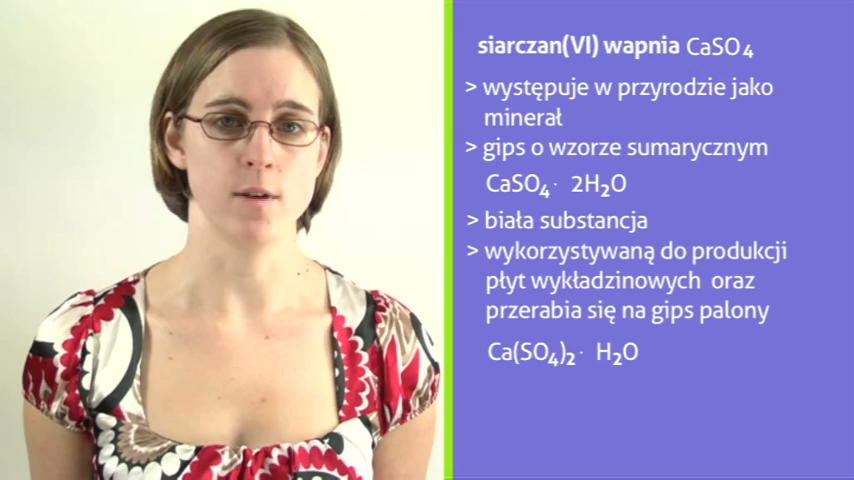 siarczan(VI) wapnia CaSO₄
> występuje w przyrodzie jako
minerał
> gips o wzorze sumarycznym
CaSO₄· 2H₂O
> biała substancja
> wykorzystywaną do produkcji
płyt wykładzinowych oraz
przerabia się na gips palony
Ca(SO₄)₂· H₂O